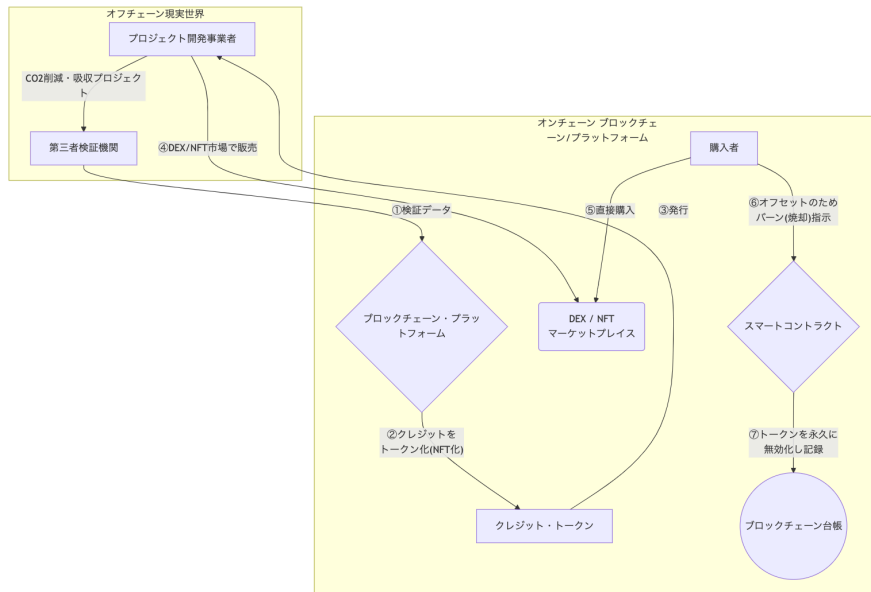 オフチェーン現実世界
プロジェクト開発事業者
CO2削減・吸収プロジェク
ト
第三者検証機関
④DEX/NFT市場で販売
オンチェーン ブロックチェ
ーン/プラットフォーム
購入者
①検証データ
⑤直接購入
③発行
⑥オフセットのため
バーン(焼却)指示
ブロックチェーン・プラッ
トフォーム
DEX / NFT
マーケットプレイス
スマートコントラクト
②クレジットを
トークン化(NFT化)
⑦トークンを永久に
無効化し記録
クレジット・トークン
ブロックチェーン台帳